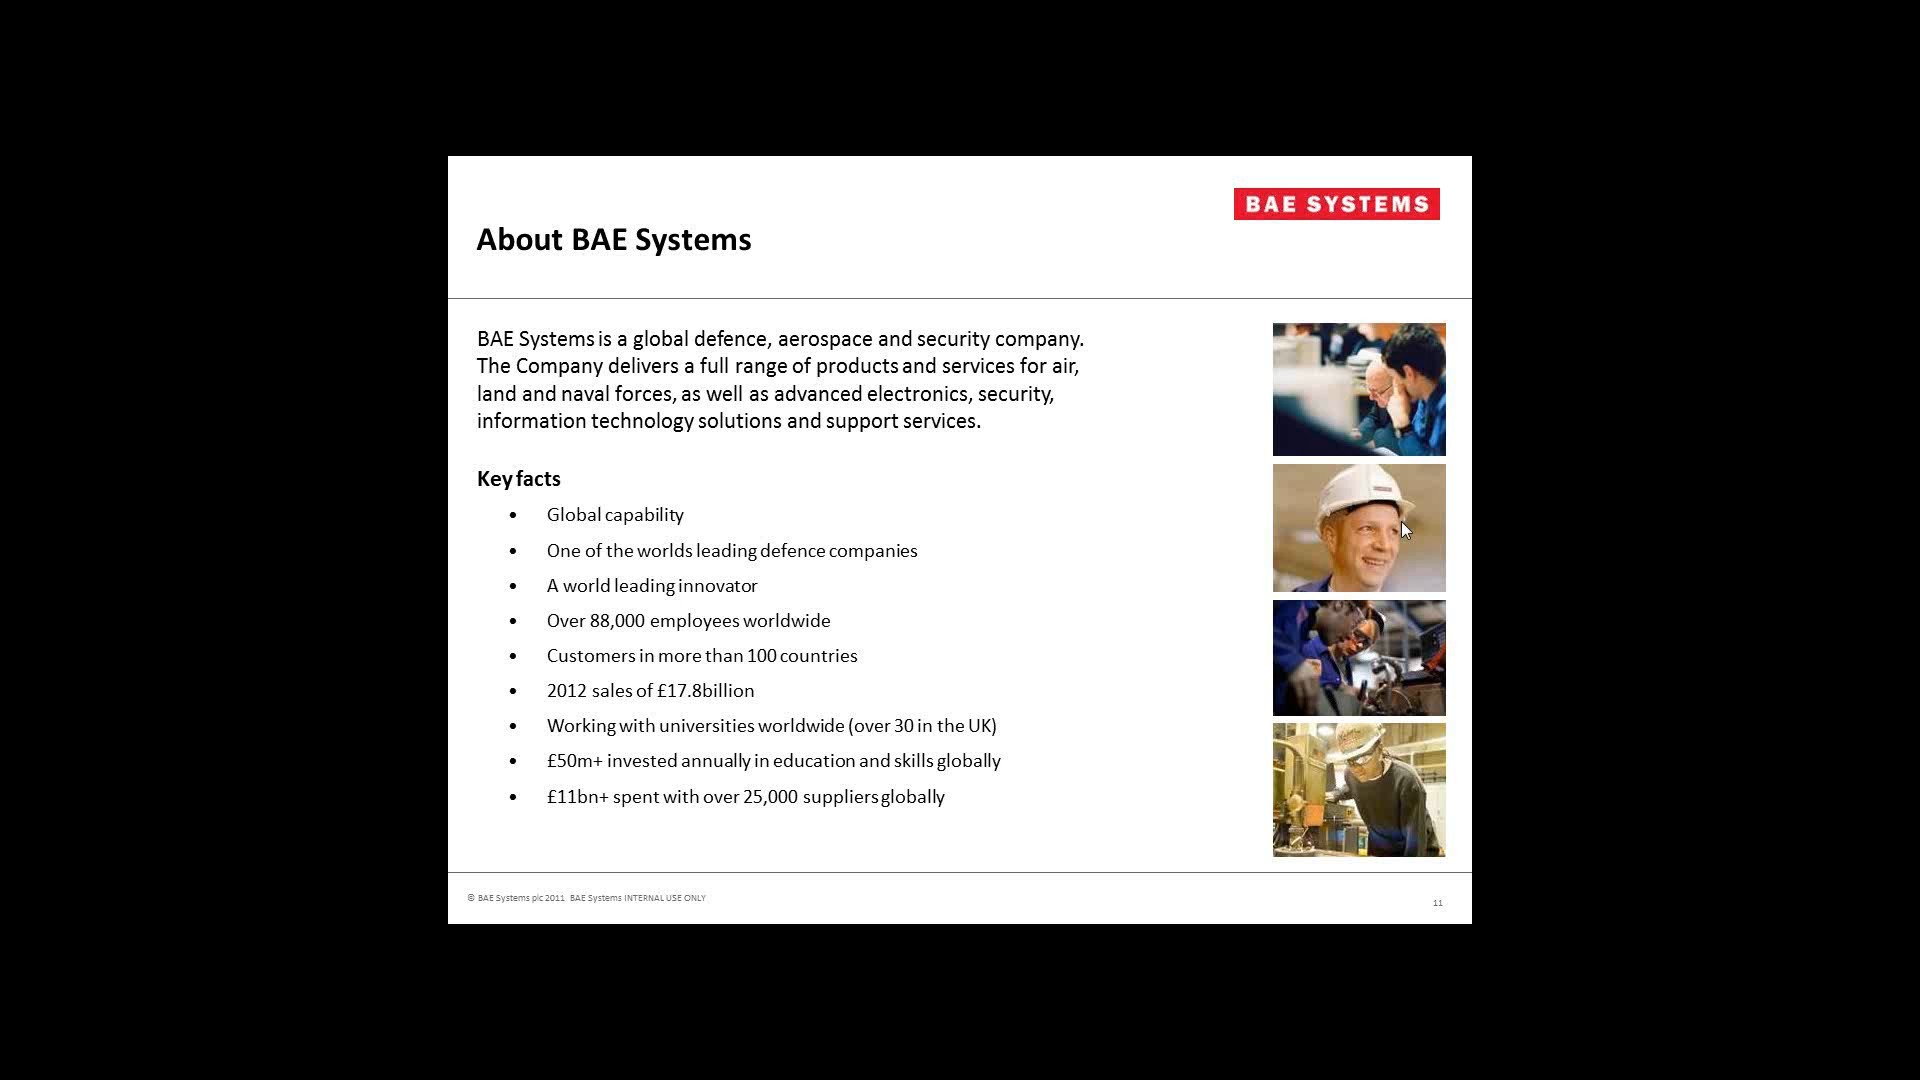 BAE SYSTEMS
About BAE Systems
BAE Systems is a global defence, aerospace and security company.
The Company delivers a full range of products and services for air,
land and naval forces, as well as advanced electronics, security,
information technology solutions and support services.
Key facts
• Global capability
• One of the worlds leading defence companies
• A world leading innovator
• Over 88,000 employees worldwide
• Customers in more than 100 countries
• 2012 sales of £17.8billion
• Working with universities worldwide (over 30 in the UK)
• £50m+ invested annually in education and skills globally
• £11bn+ spent with over 25,000 suppliers globally
© BAE Systems plc 2011 BAE Systems INTERNAL USE ONLY
11